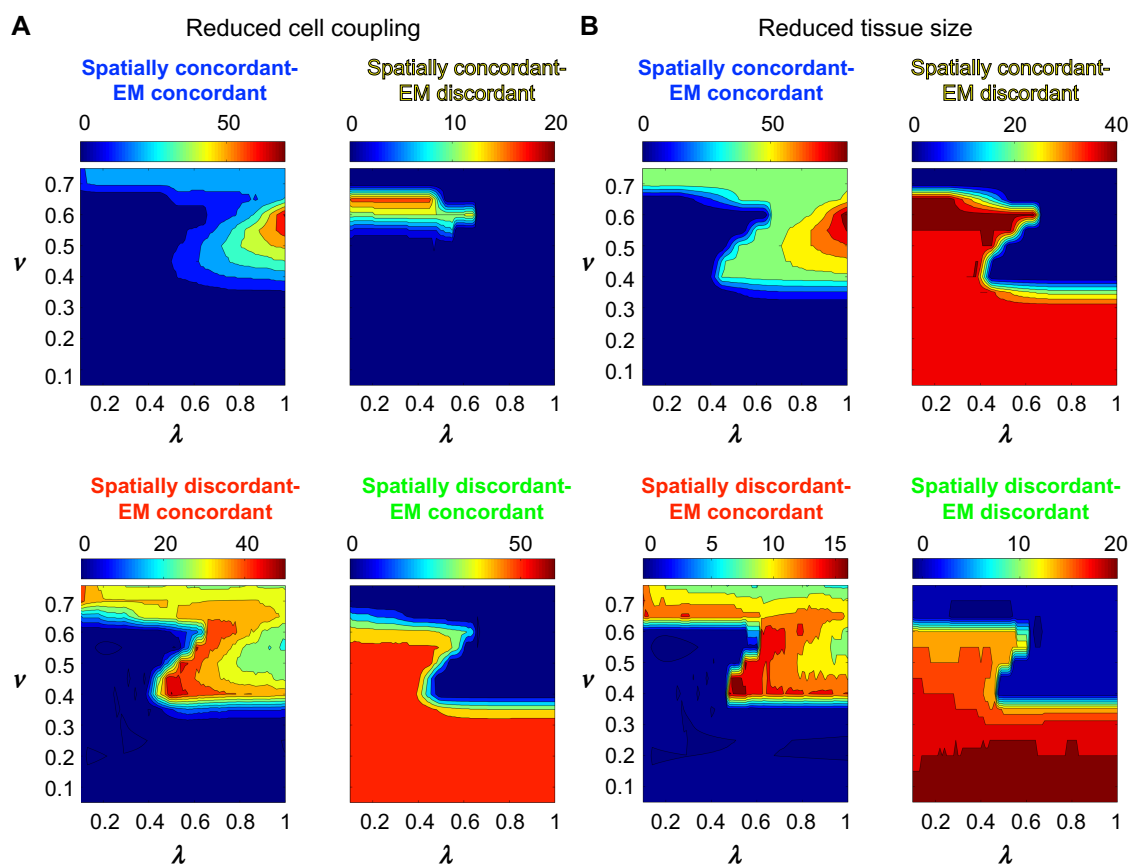 A
Reduced cell coupling
B
Reduced tissue size
Spatially concordant-
EM concordant
Spatially concordant-
EM discordant
Spatially concordant-
EM concordant
Spatially concordant-
EM discordant
0 50
0 10 20
0 50
0 20 40
0.7
0.6
0.5
0.4
0.3
0.2
0.1
ν
0.7
0.6
0.5
0.4
0.3
0.2
0.1
ν
0.2 0.4 0.6 0.8 1
0.2 0.4 0.6 0.8 1
0.2 0.4 0.6 0.8 1
0.2 0.4 0.6 0.8 1
λ
λ
λ
λ
Spatially discordant-
EM concordant
Spatially discordant-
EM concordant
Spatially discordant-
EM concordant
Spatially discordant-
EM discordant
0 20 40
0 50
0 5 10 15
0 10 20
0.7
0.6
0.5
0.4
0.3
0.2
0.1
ν
0.7
0.6
0.5
0.4
0.3
0.2
0.1
ν
0.2 0.4 0.6 0.8 1
0.2 0.4 0.6 0.8 1
0.2 0.4 0.6 0.8 1
0.2 0.4 0.6 0.8 1
λ
λ
λ
λ